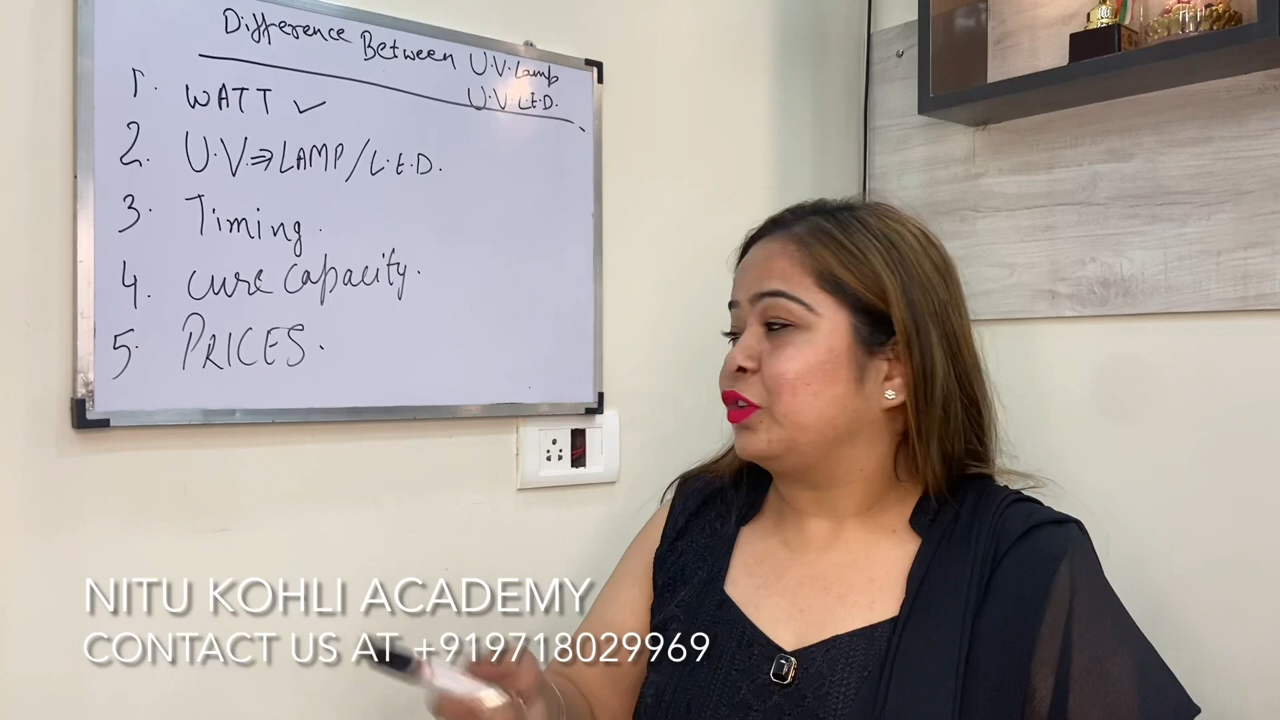 Difference Between U.V. Lamp
U.V. L.E.D.
1. WATT ✓
2. U.V. ⇒ LAMP/L.E.D.
3. Timing.
4. cure capacity.
5. PRICES.
NITU KOHLI ACADEMY
CONTACT US AT +919718029969